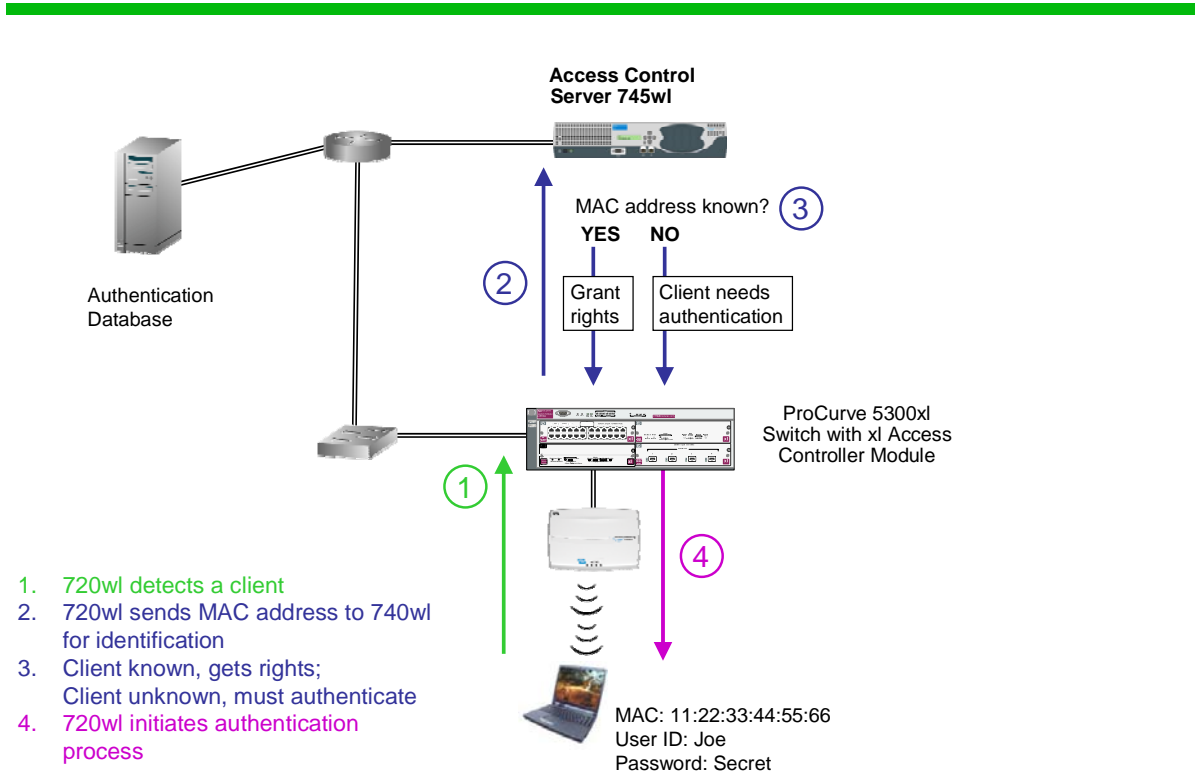 Access Control
Server 745wl
MAC address known? 3
YES NO
2
Grant
rights
Client needs
authentication
Authentication
Database
ProCurve 5300xl
Switch with xl Access
Controller Module
1
4
1. 720wl detects a client
2. 720wl sends MAC address to 740wl
for identification
3. Client known, gets rights;
Client unknown, must authenticate
4. 720wl initiates authentication
process
MAC: 11:22:33:44:55:66
User ID: Joe
Password: Secret